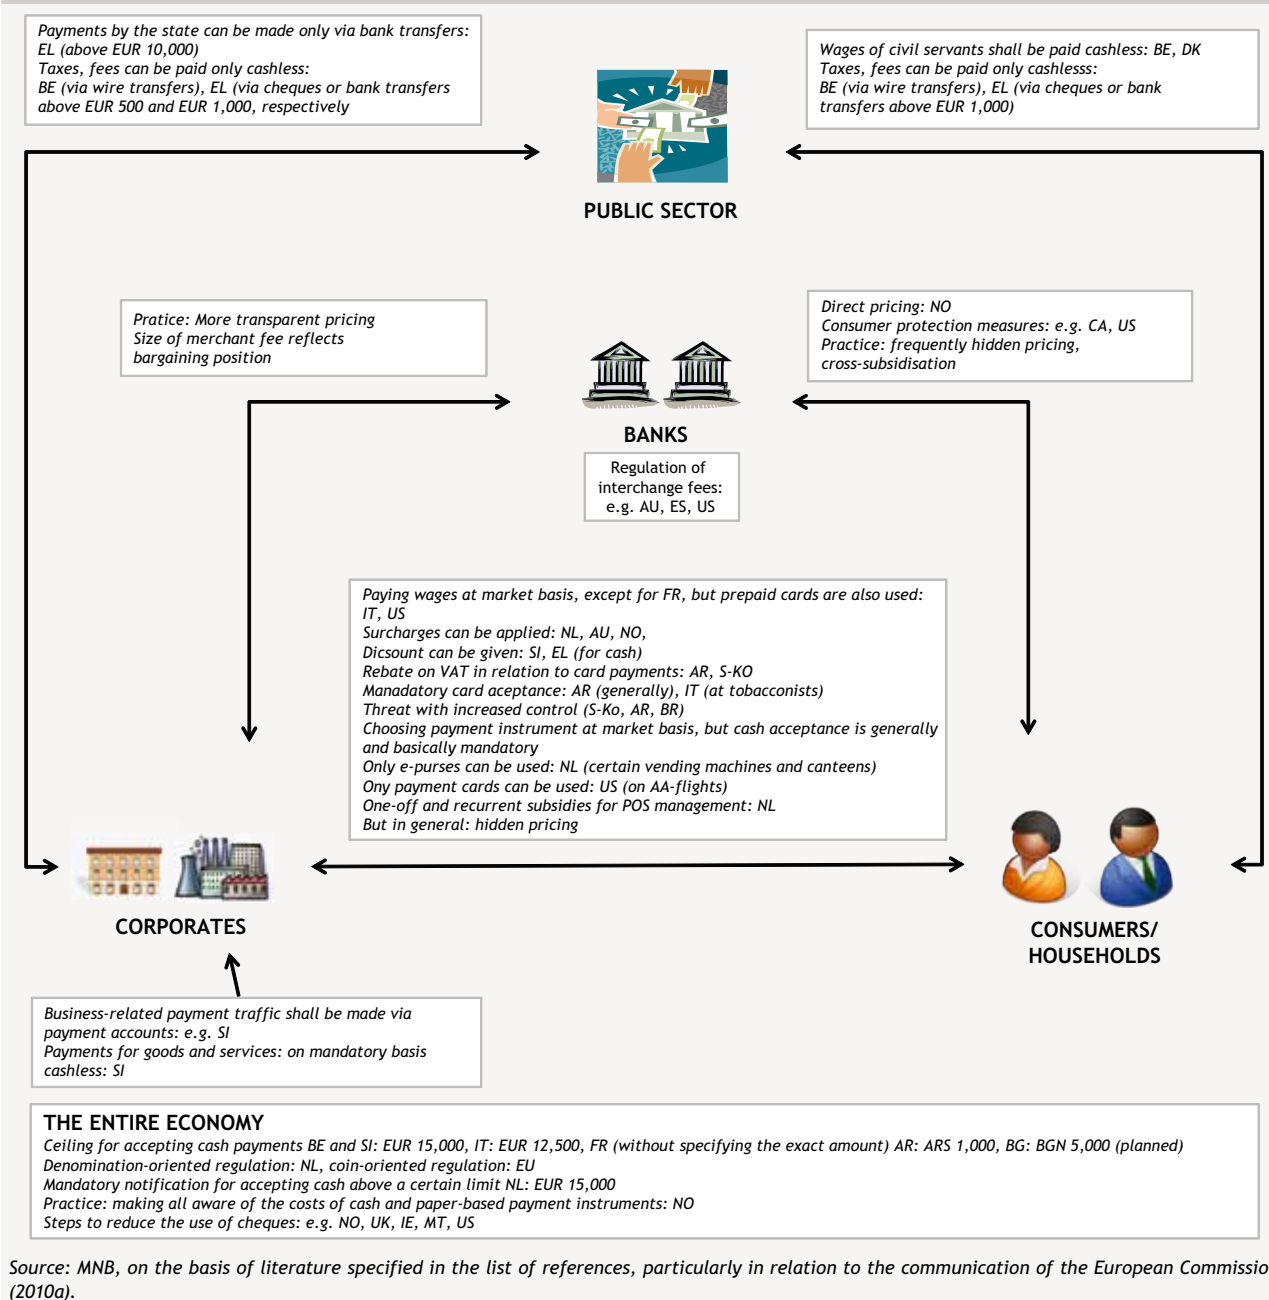 Payments by the state can be made only via bank transfers:
EL (above EUR 10,000)
Taxes, fees can be paid only cashless:
BE (via wire transfers), EL (via cheques or bank transfers
above EUR 500 and EUR 1,000, respectively
Wages of civil servants shall be paid cashless: BE, DK
Taxes, fees can be paid only cashlesss:
BE (via wire transfers), EL (via cheques or bank
transfers above EUR 1,000)
PUBLIC SECTOR
Pratice: More transparent pricing
Size of merchant fee reflects
bargaining position
Direct pricing: NO
Consumer protection measures: e.g. CA, US
Practice: frequently hidden pricing,
cross-subsidisation
BANKS
Regulation of
interchange fees:
e.g. AU, ES, US
Paying wages at market basis, except for FR, but prepaid cards are also used:
IT, US
Surcharges can be applied: NL, AU, NO,
Dicsount can be given: SI, EL (for cash)
Rebate on VAT in relation to card payments: AR, S-KO
Manadatory card aceptance: AR (generally), IT (at tobacconists)
Threat with increased control (S-Ko, AR, BR)
Choosing payment instrument at market basis, but cash acceptance is generally
and basically mandatory
Only e-purses can be used: NL (certain vending machines and canteens)
Ony payment cards can be used: US (on AA-flights)
One-off and recurrent subsidies for POS management: NL
But in general: hidden pricing
CORPORATES
CONSUMERS/
HOUSEHOLDS
Business-related payment traffic shall be made via
payment accounts: e.g. SI
Payments for goods and services: on mandatory basis
cashless: SI
THE ENTIRE ECONOMY
Ceiling for accepting cash payments BE and SI: EUR 15,000, IT: EUR 12,500, FR (without specifying the exact amount) AR: ARS 1,000, BG: BGN 5,000 (planned)
Denomination-oriented regulation: NL, coin-oriented regulation: EU
Mandatory notification for accepting cash above a certain limit NL: EUR 15,000
Practice: making all aware of the costs of cash and paper-based payment instruments: NO
Steps to reduce the use of cheques: e.g. NO, UK, IE, MT, US
Source: MNB, on the basis of literature specified in the list of references, particularly in relation to the communication of the European Commissio
(2010a).